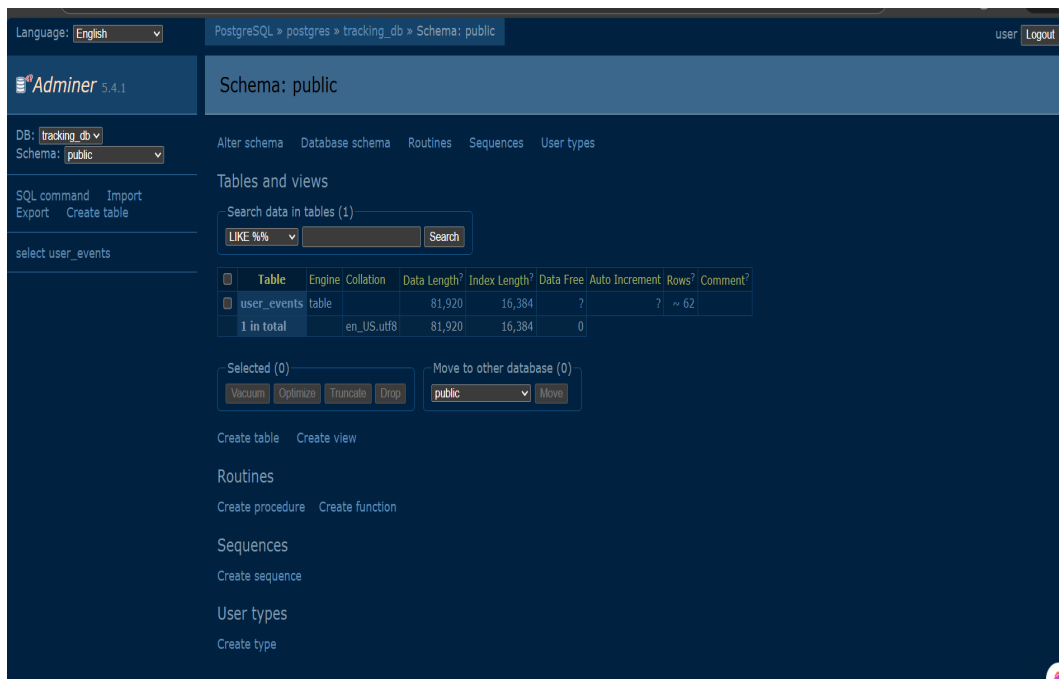 Language: English
PostgreSQL » postgres » tracking_db » Schema: public
user Logout
Adminer 5.4.1
Schema: public
DB: tracking_db
Schema: public
SQL command Import
Export Create table
select user_events
Alter schema Database schema Routines Sequences User types
Tables and views
Search data in tables (1)
LIKE %% Search
Table Engine Collation Data Length? Index Length? Data Free Auto Increment Rows? Comment?
user_events table 81,920 16,384 ? ? ~ 62
1 in total en_US.utf8 81,920 16,384 0
Selected (0)
Vacuum Optimize Truncate Drop
Move to other database (0)
public Move
Create table Create view
Routines
Create procedure Create function
Sequences
Create sequence
User types
Create type